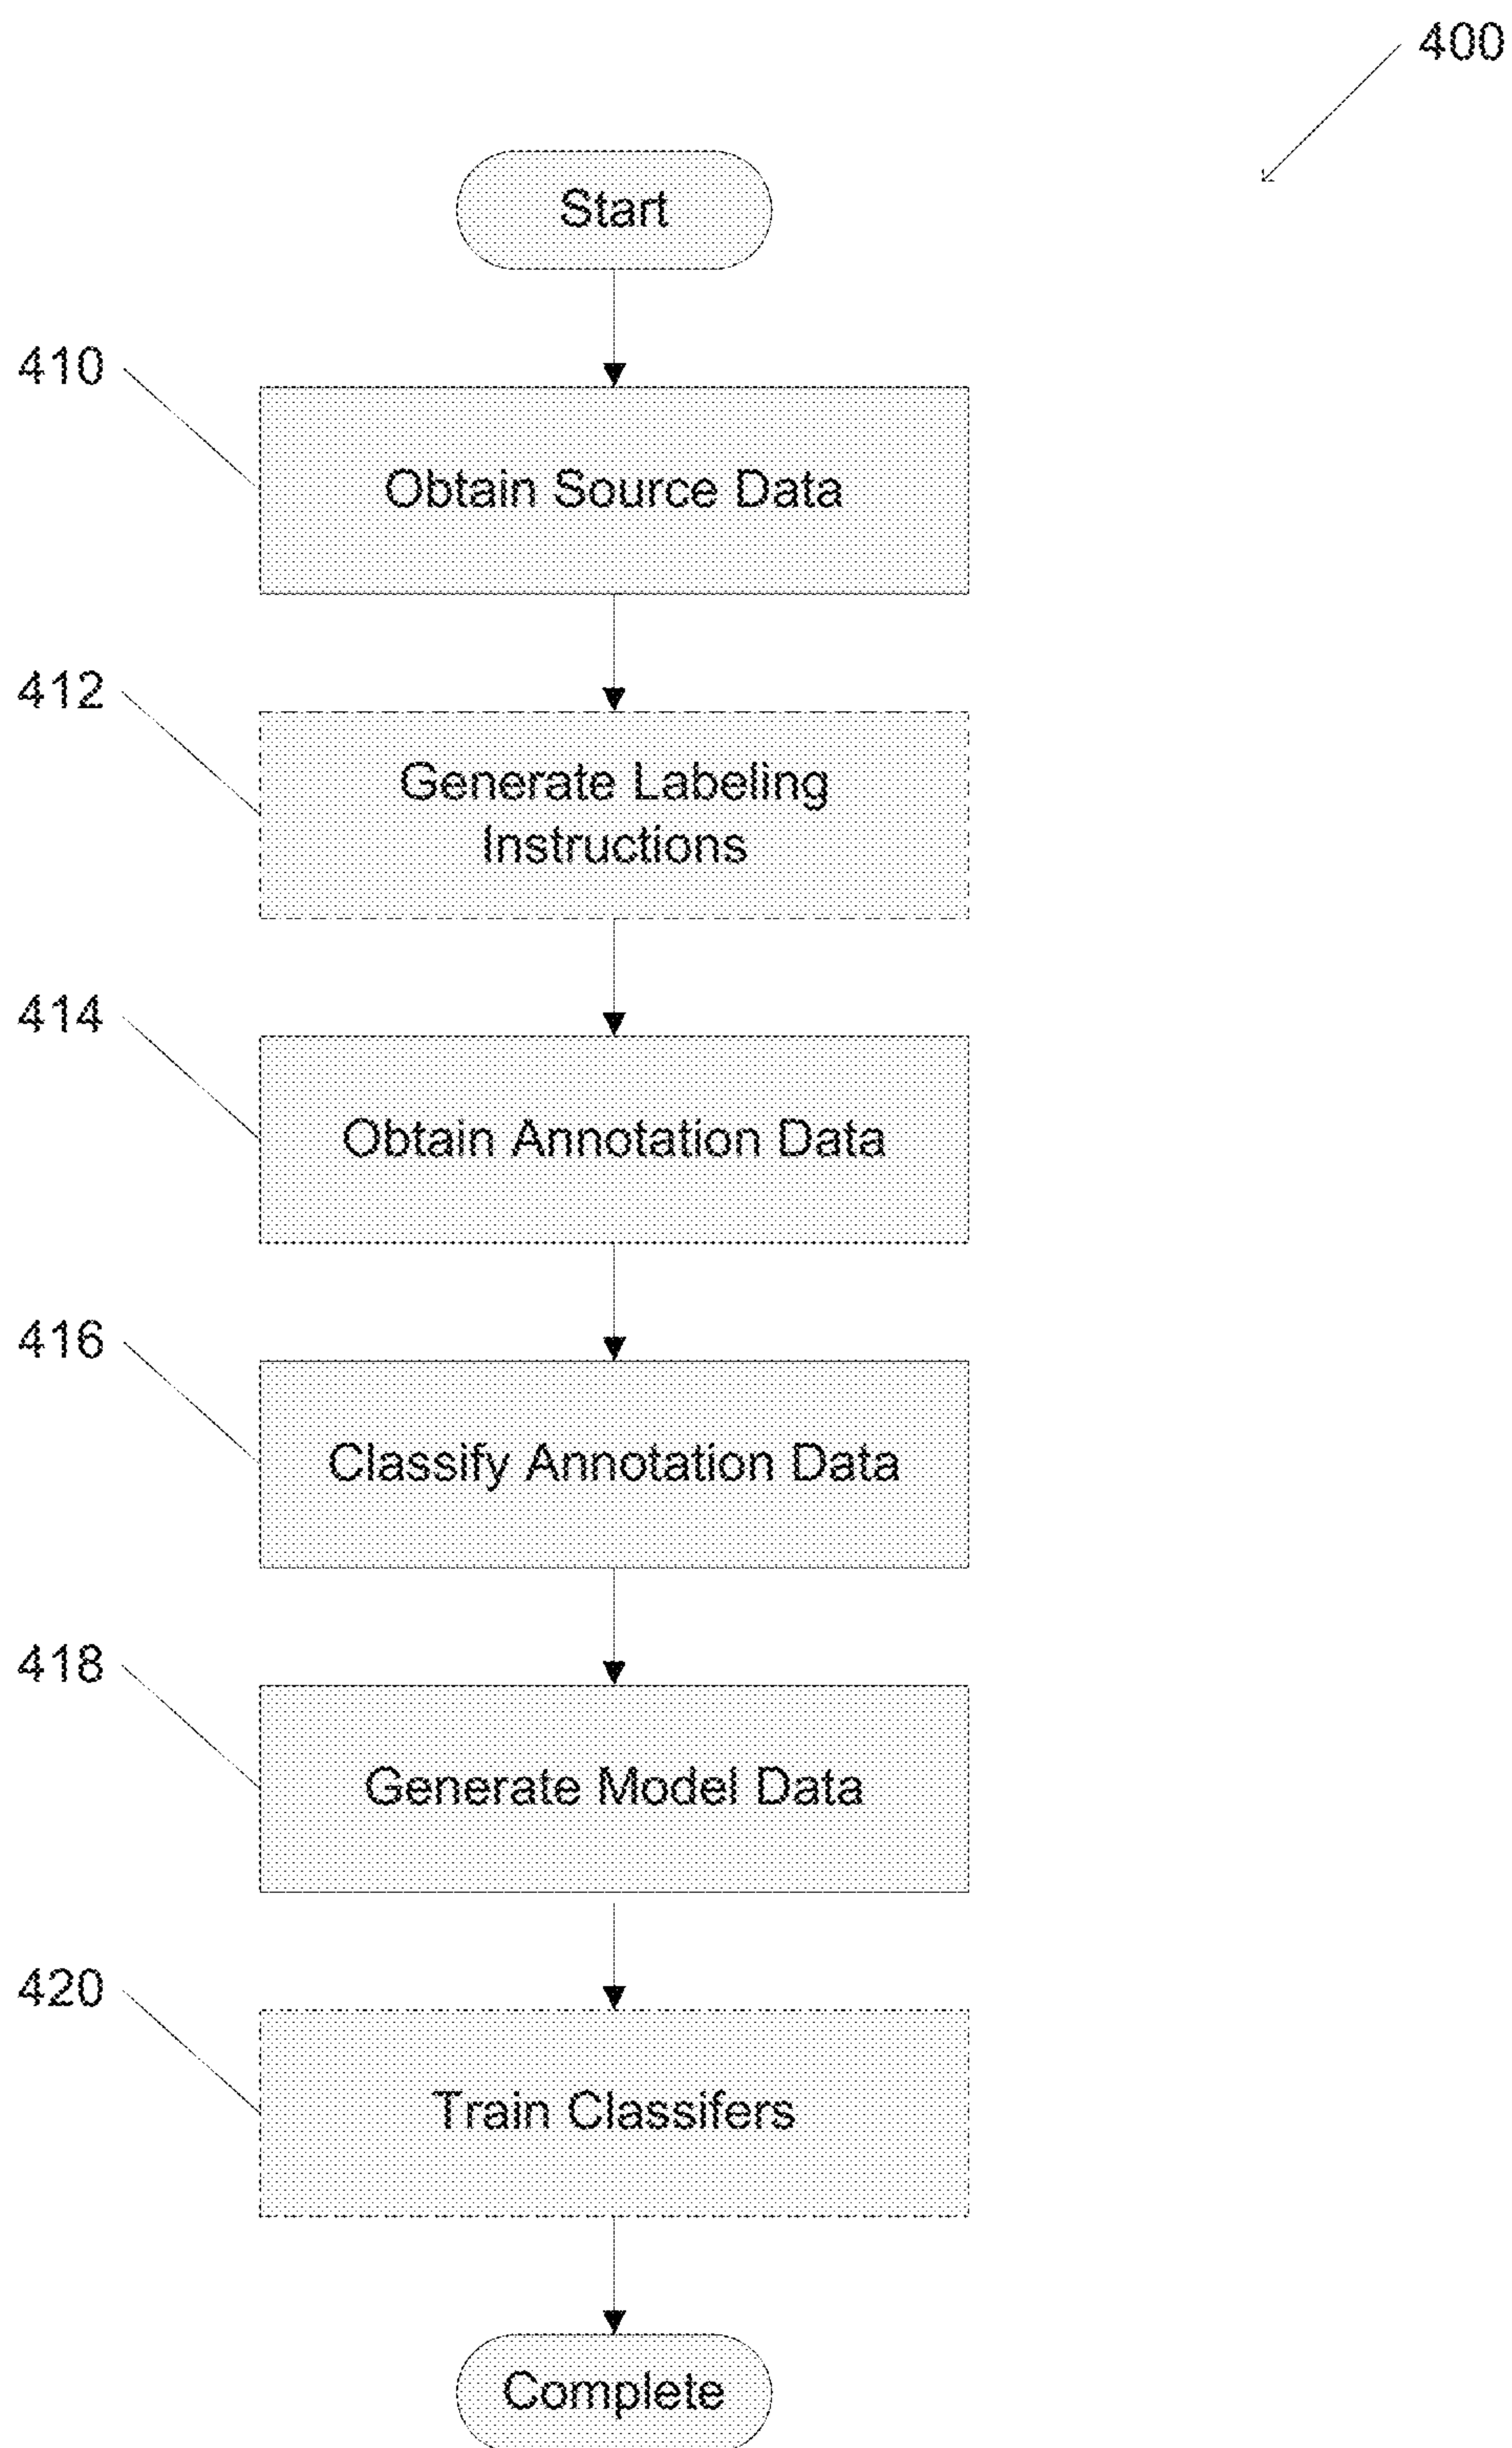 400
Start
410
Obtain Source Data
412
Generate Labeling
Instructions
414
Obtain Annotation Data
416
Classify Annotation Data
418
Generate Model Data
420
Train Classifers
Complete